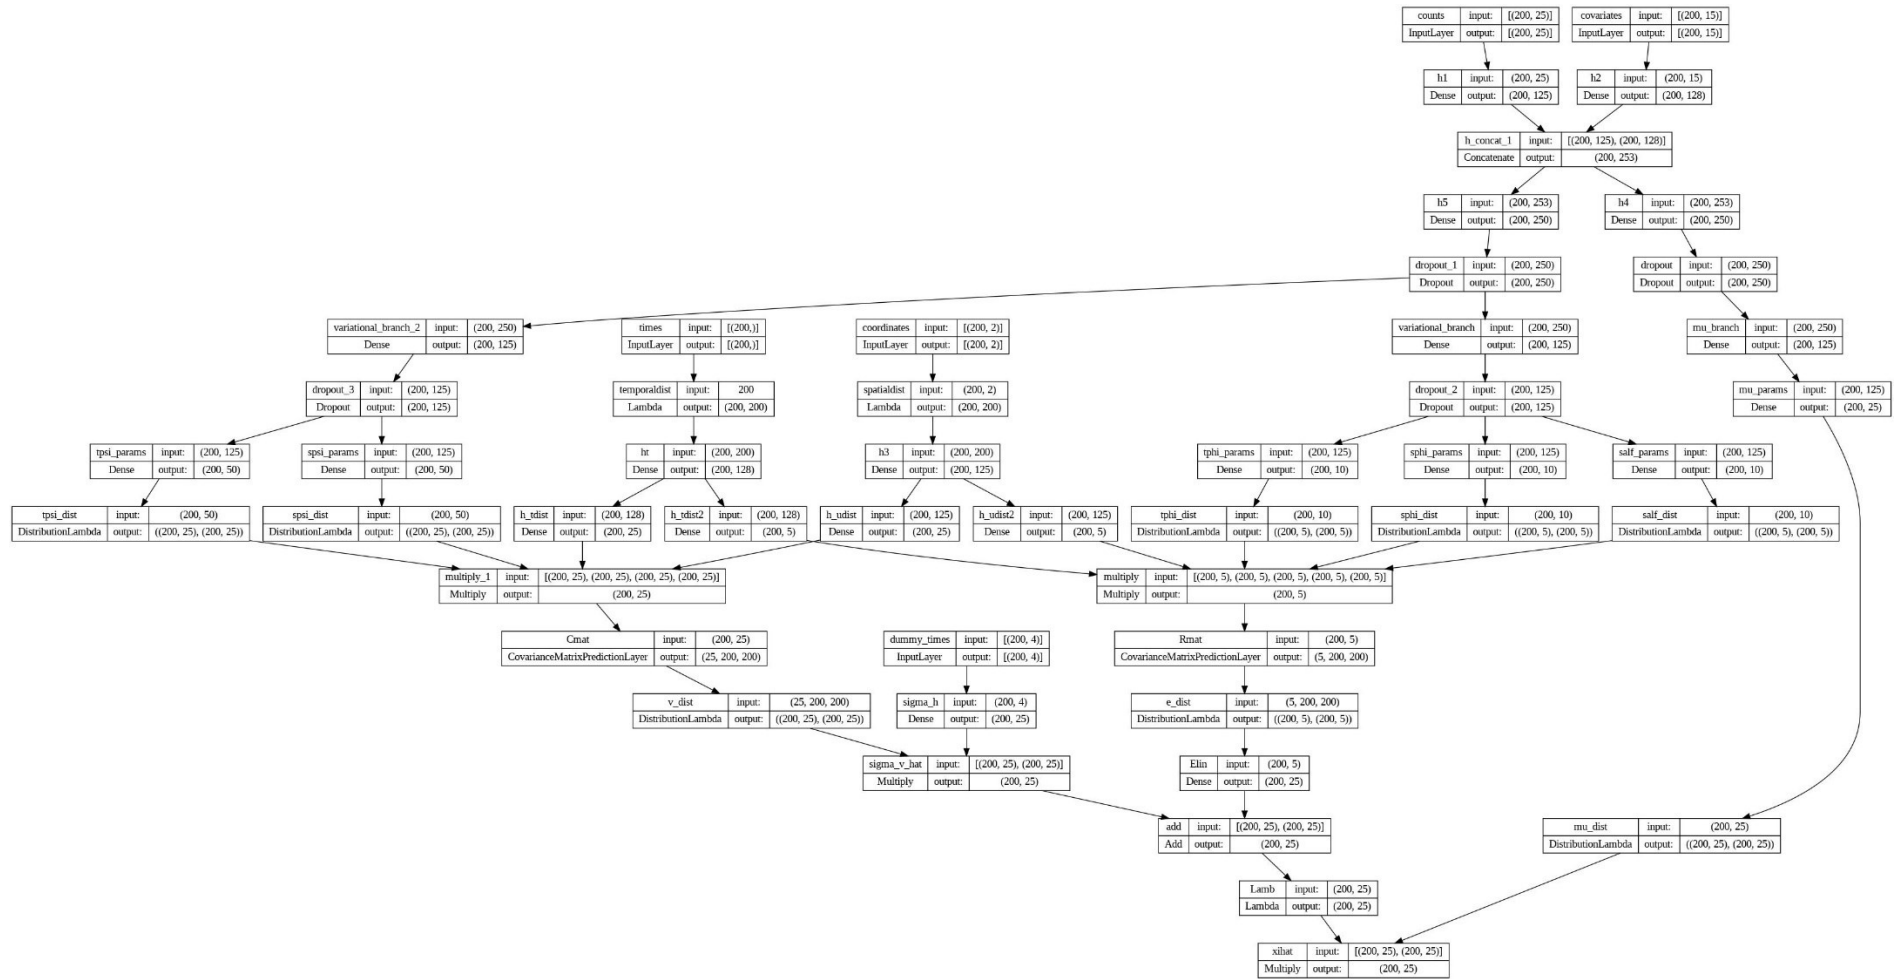 counts input: [(200, 25)] covariates input: [(200, 15)]
InputLayer output: [(200, 25)] InputLayer output: [(200, 15)]
h1 input: (200, 25) h2 input: (200, 15)
Dense output: (200, 125) Dense output: (200, 128)
h_concat_1 input: [(200, 125), (200, 128)]
Concatenate output: (200, 253)
h5 input: (200, 253) h4 input: (200, 253)
Dense output: (200, 250) Dense output: (200, 250)
dropout_1 input: (200, 250) dropout input: (200, 250)
Dropout output: (200, 250) Dropout output: (200, 250)
variational_branch_2 input: (200, 250) times input: [(200,)] coordinates input: [(200, 2)] variational_branch input: (200, 250) mu_branch input: (200, 250)
Dense output: (200, 125) InputLayer output: [(200,)] InputLayer output: [(200, 2)] Dense output: (200, 125) Dense output: (200, 125)
dropout_3 input: (200, 125) temporaldist input: 200 spatialdist input: (200, 2) dropout_2 input: (200, 125) mu_params input: (200, 125)
Dropout output: (200, 125) Lambda output: (200, 200) Lambda output: (200, 200) Dropout output: (200, 125) Dense output: (200, 25)
tpsi_params input: (200, 125) spsi_params input: (200, 125) ht input: (200, 200) h3 input: (200, 200) tphi_params input: (200, 125) sphi_params input: (200, 125) salf_params input: (200, 125)
Dense output: (200, 50) Dense output: (200, 50) Dense output: (200, 128) Dense output: (200, 125) Dense output: (200, 10) Dense output: (200, 10) Dense output: (200, 10)
tpsi_dist input: (200, 50) spsi_dist input: (200, 50) h_tdist input: (200, 128) h_tdist2 input: (200, 128) h_udist input: (200, 125) h_udist2 input: (200, 125) tphi_dist input: (200, 10) sphi_dist input: (200, 10) salf_dist input: (200, 10)
DistributionLambda output: ((200, 25), (200, 25)) DistributionLambda output: ((200, 25), (200, 25)) Dense output: (200, 25) Dense output: (200, 5) Dense output: (200, 25) Dense output: (200, 5) DistributionLambda output: ((200, 5), (200, 5)) DistributionLambda output: ((200, 5), (200, 5)) DistributionLambda output: ((200, 5), (200, 5))
multiply_1 input: [(200, 25), (200, 25), (200, 25), (200, 25)] multiply input: [(200, 5), (200, 5), (200, 5), (200, 5), (200, 5)]
Multiply output: (200, 25) Multiply output: (200, 5)
Cmat input: (200, 25) dummy_times input: [(200, 4)] Rmat input: (200, 5)
CovarianceMatrixPredictionLayer output: (25, 200, 200) InputLayer output: [(200, 4)] CovarianceMatrixPredictionLayer output: (5, 200, 200)
v_dist input: (25, 200, 200) sigma_h input: (200, 4) e_dist input: (5, 200, 200)
DistributionLambda output: ((200, 25), (200, 25)) Dense output: (200, 25) DistributionLambda output: ((200, 5), (200, 5))
sigma_v_hat input: [(200, 25), (200, 25)] Elin input: (200, 5)
Multiply output: (200, 25) Dense output: (200, 25)
add input: [(200, 25), (200, 25)] mu_dist input: (200, 25)
Add output: (200, 25) DistributionLambda output: ((200, 25), (200, 25))
Lamb input: (200, 25)
Lambda output: (200, 25)
xihat input: [(200, 25), (200, 25)]
Multiply output: (200, 25)